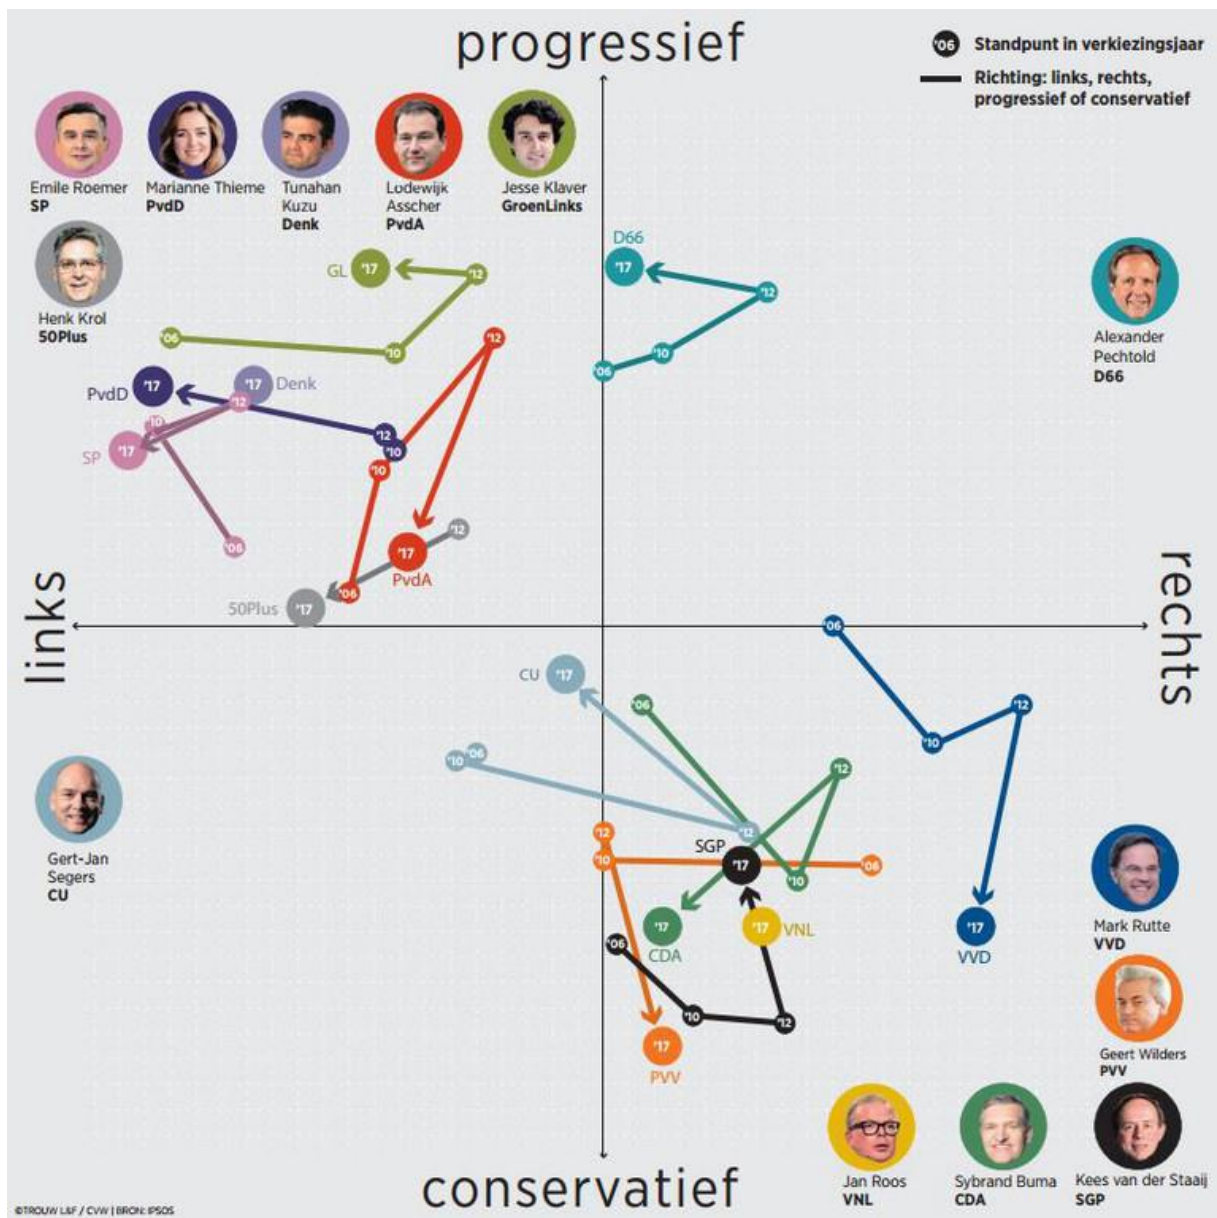 progressief
'06 Standpunt in verkiezingsjaar
Richting: links, rechts,
progressief of conservatief
Emile Roemer
SP
Marianne Thieme
PvdD
Tunahan
Kuzu
Denk
Lodewijk
Asscher
PvdA
Jesse Klaver
GroenLinks
Henk Krol
50Plus
D66
'17
'12
'10
'06
Alexander
Pechtold
D66
GL '17
'12
'06
'10
'12
PvdD '17
'17 Denk
'12
'10
'12
'10
SP '17
'10
'06
'12
'17
PvdA
'06
50Plus '17
links
rechts
CU '17
'06
'10
'12
'06
'06
'12
'10
'12
'12
'10
SGP
'17
'10
'06
'17
CDA
'17 VNL
'17
VVD
'06
'10
'12
'17
PVV
Gert-Jan
Segers
CU
Mark Rutte
VVD
Geert Wilders
PVV
Jan Roos
VNL
Sybrand Buma
CDA
Kees van der Staaij
SGP
conservatief
©TROUW L&F / CVW | BRON: IPSOS